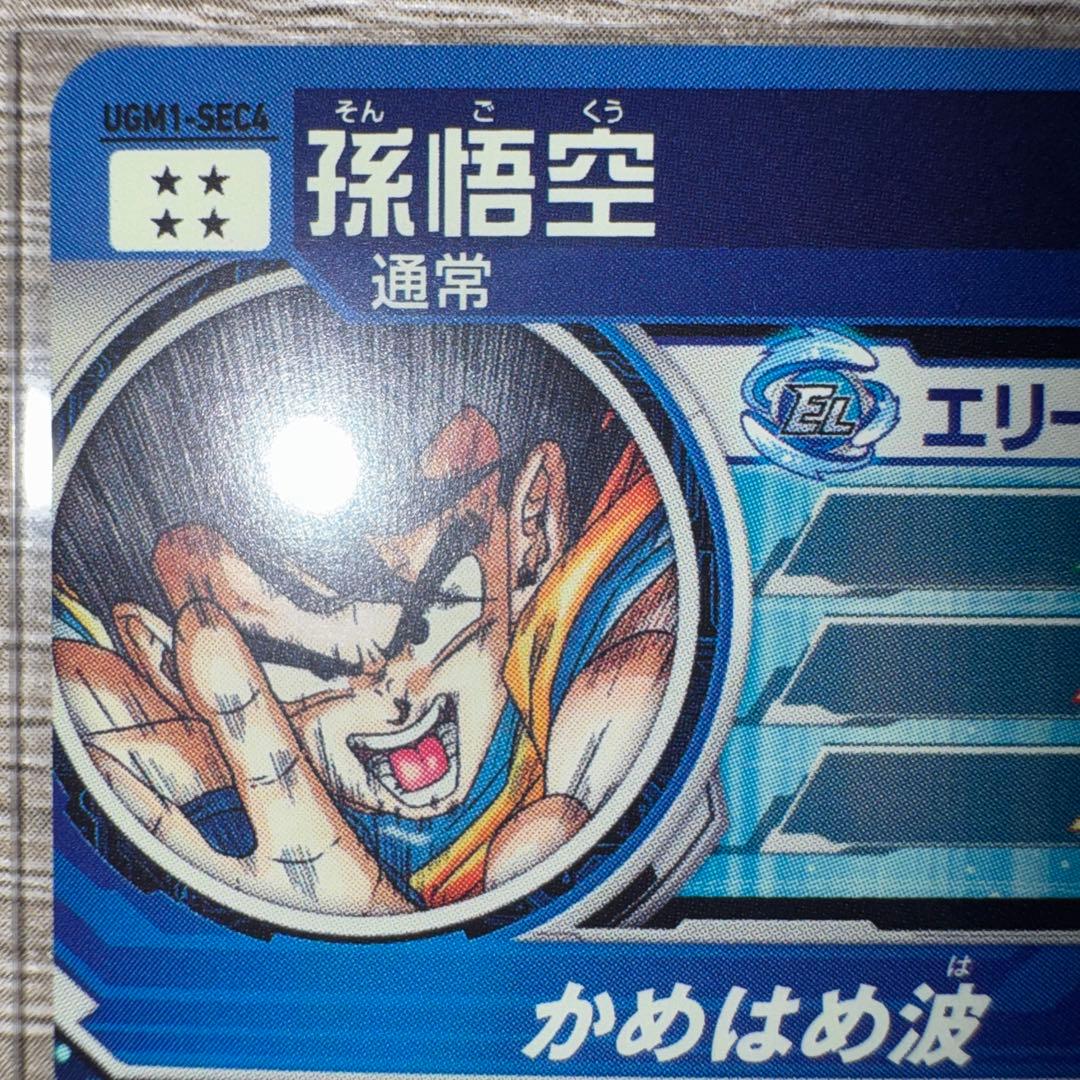 UGM1-SEC4
そん ご くう
孫悟空
通常
EL エリー
は
かめはめ波